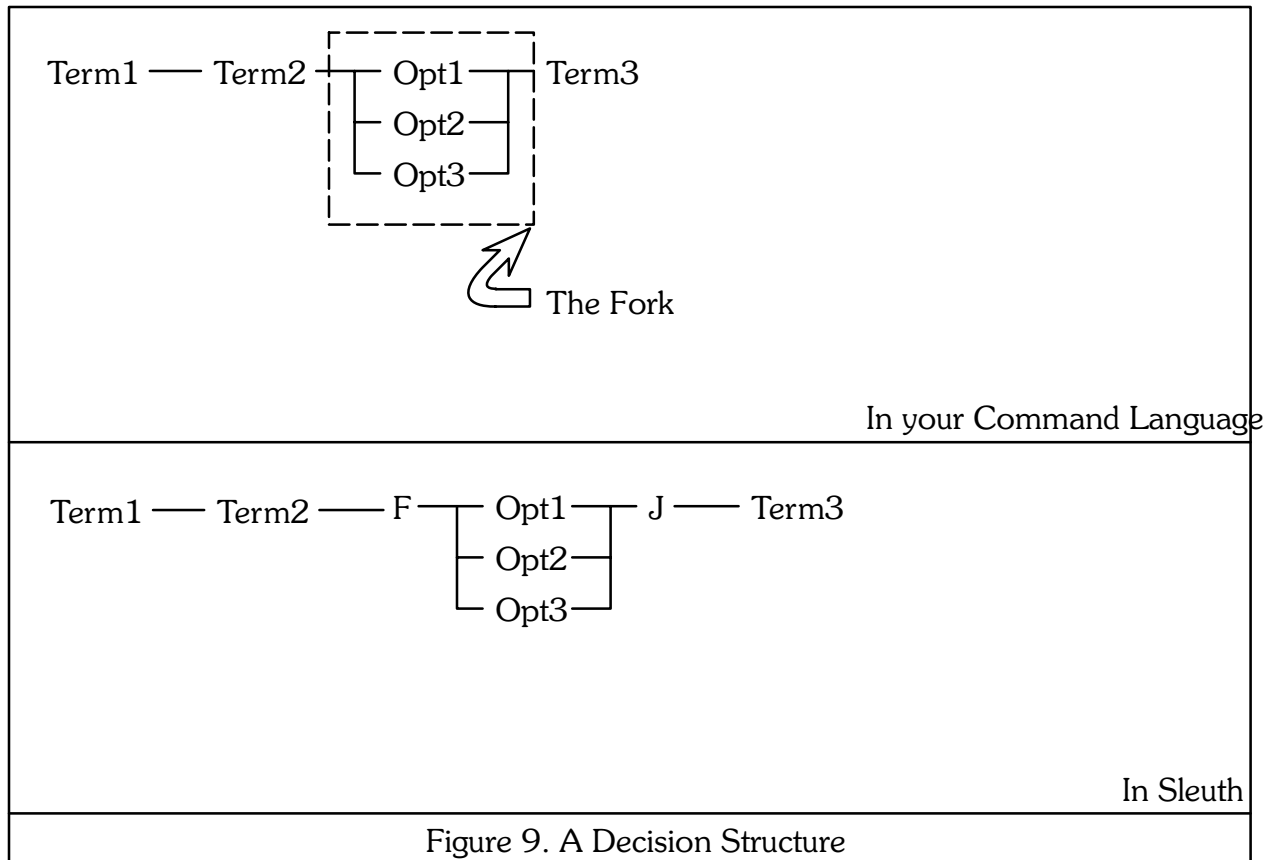 Term1 Term2 Opt1 Term3
Opt2
Opt3
The Fork
In your Command Language
Term1 Term2 F Opt1 J Term3
Opt2
Opt3
In Sleuth
Figure 9. A Decision Structure